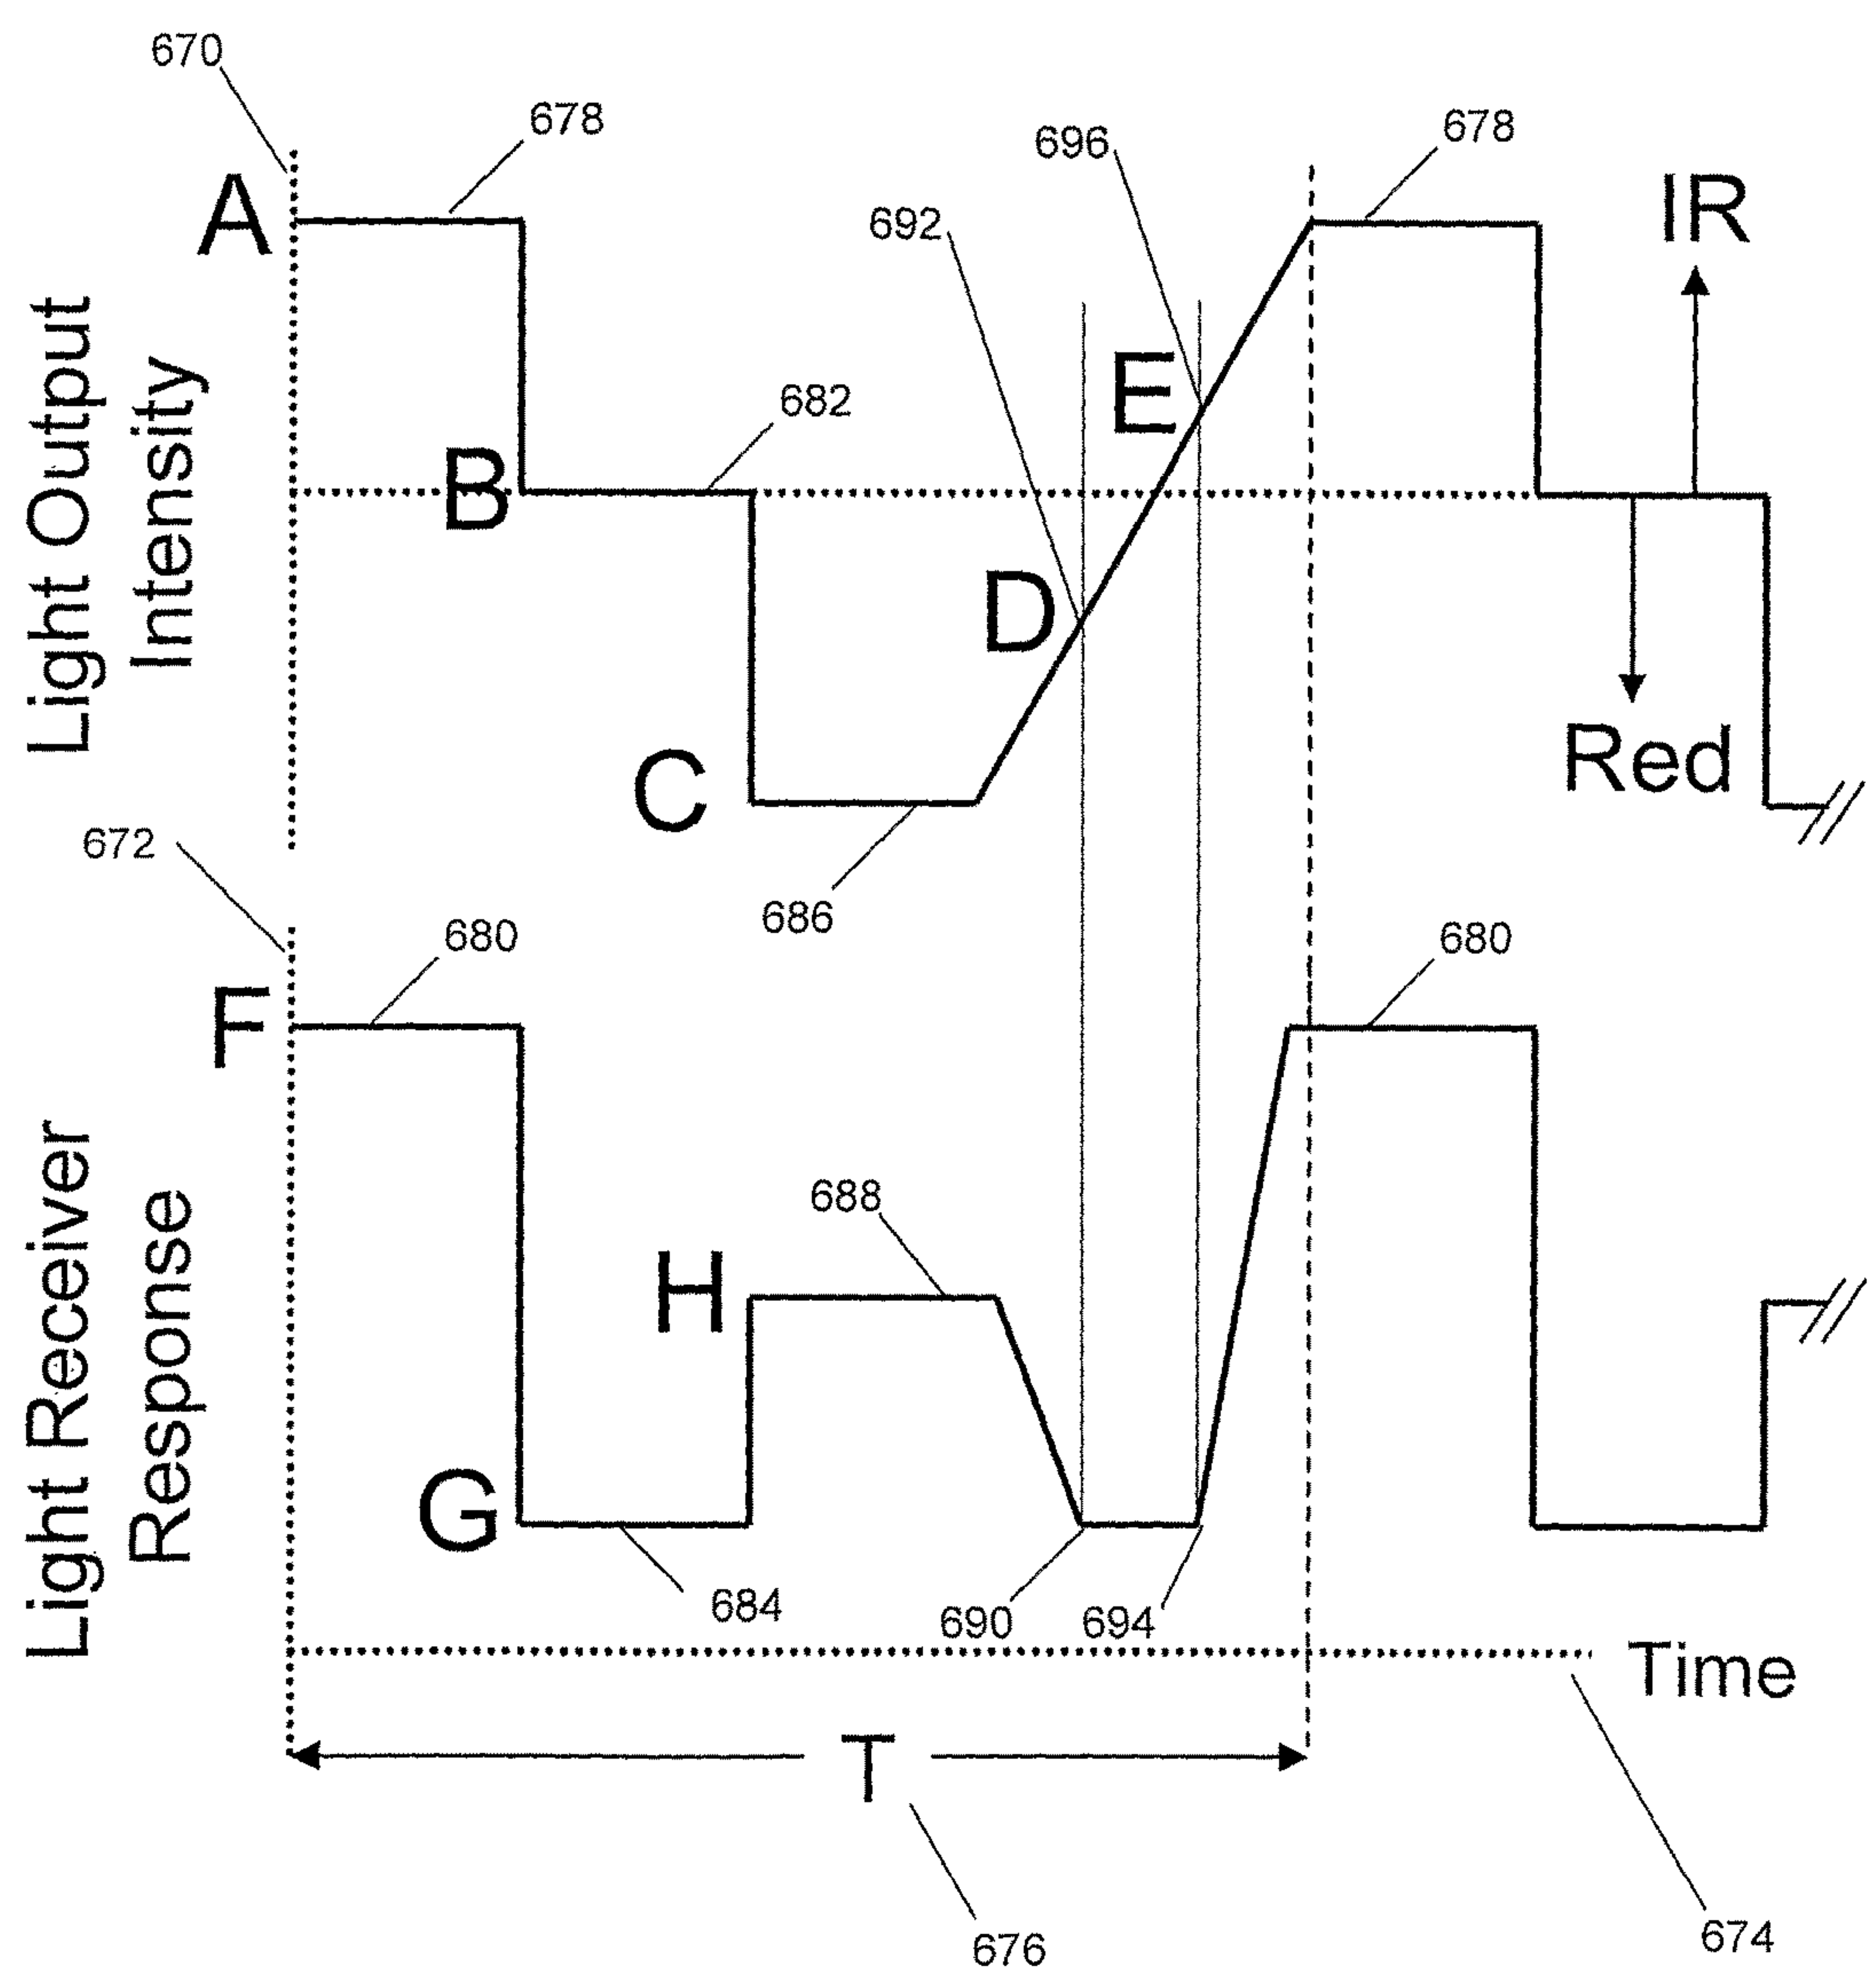 670
678
678
696
IR
A
692
E
682
B
D
Light Output
Intensity
Red
C
672
686
680
680
F
688
H
Light Receiver
Response
G
684
690
694
Time
T
676
674